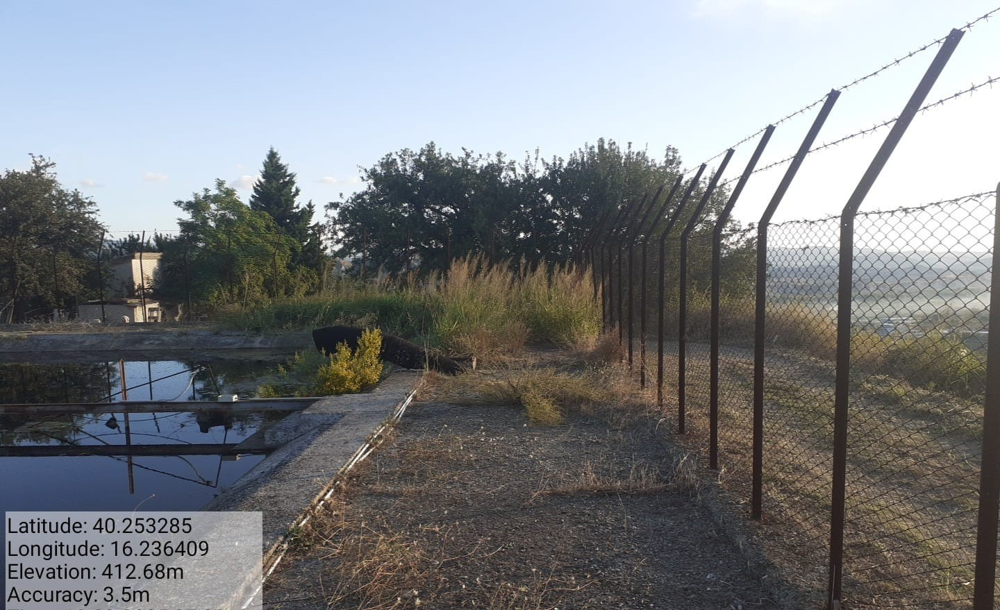 Latitude: 40.253285
Longitude: 16.236409
Elevation: 412.68m
Accuracy: 3.5m